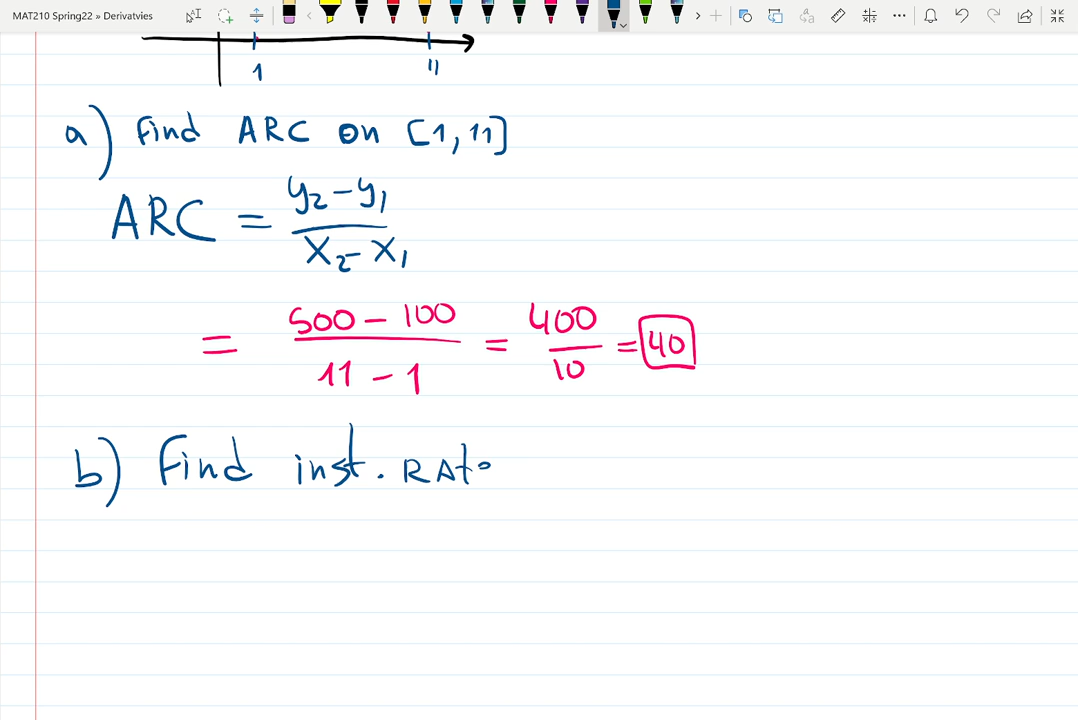 MAT210 Spring22 » Derivatvies
1 11
a) Find ARC on [1,11]
ARC = y₂-y₁ / x₂-x₁
= 500-100 / 11-1 = 400 / 10 = 40
b) Find inst. RAt